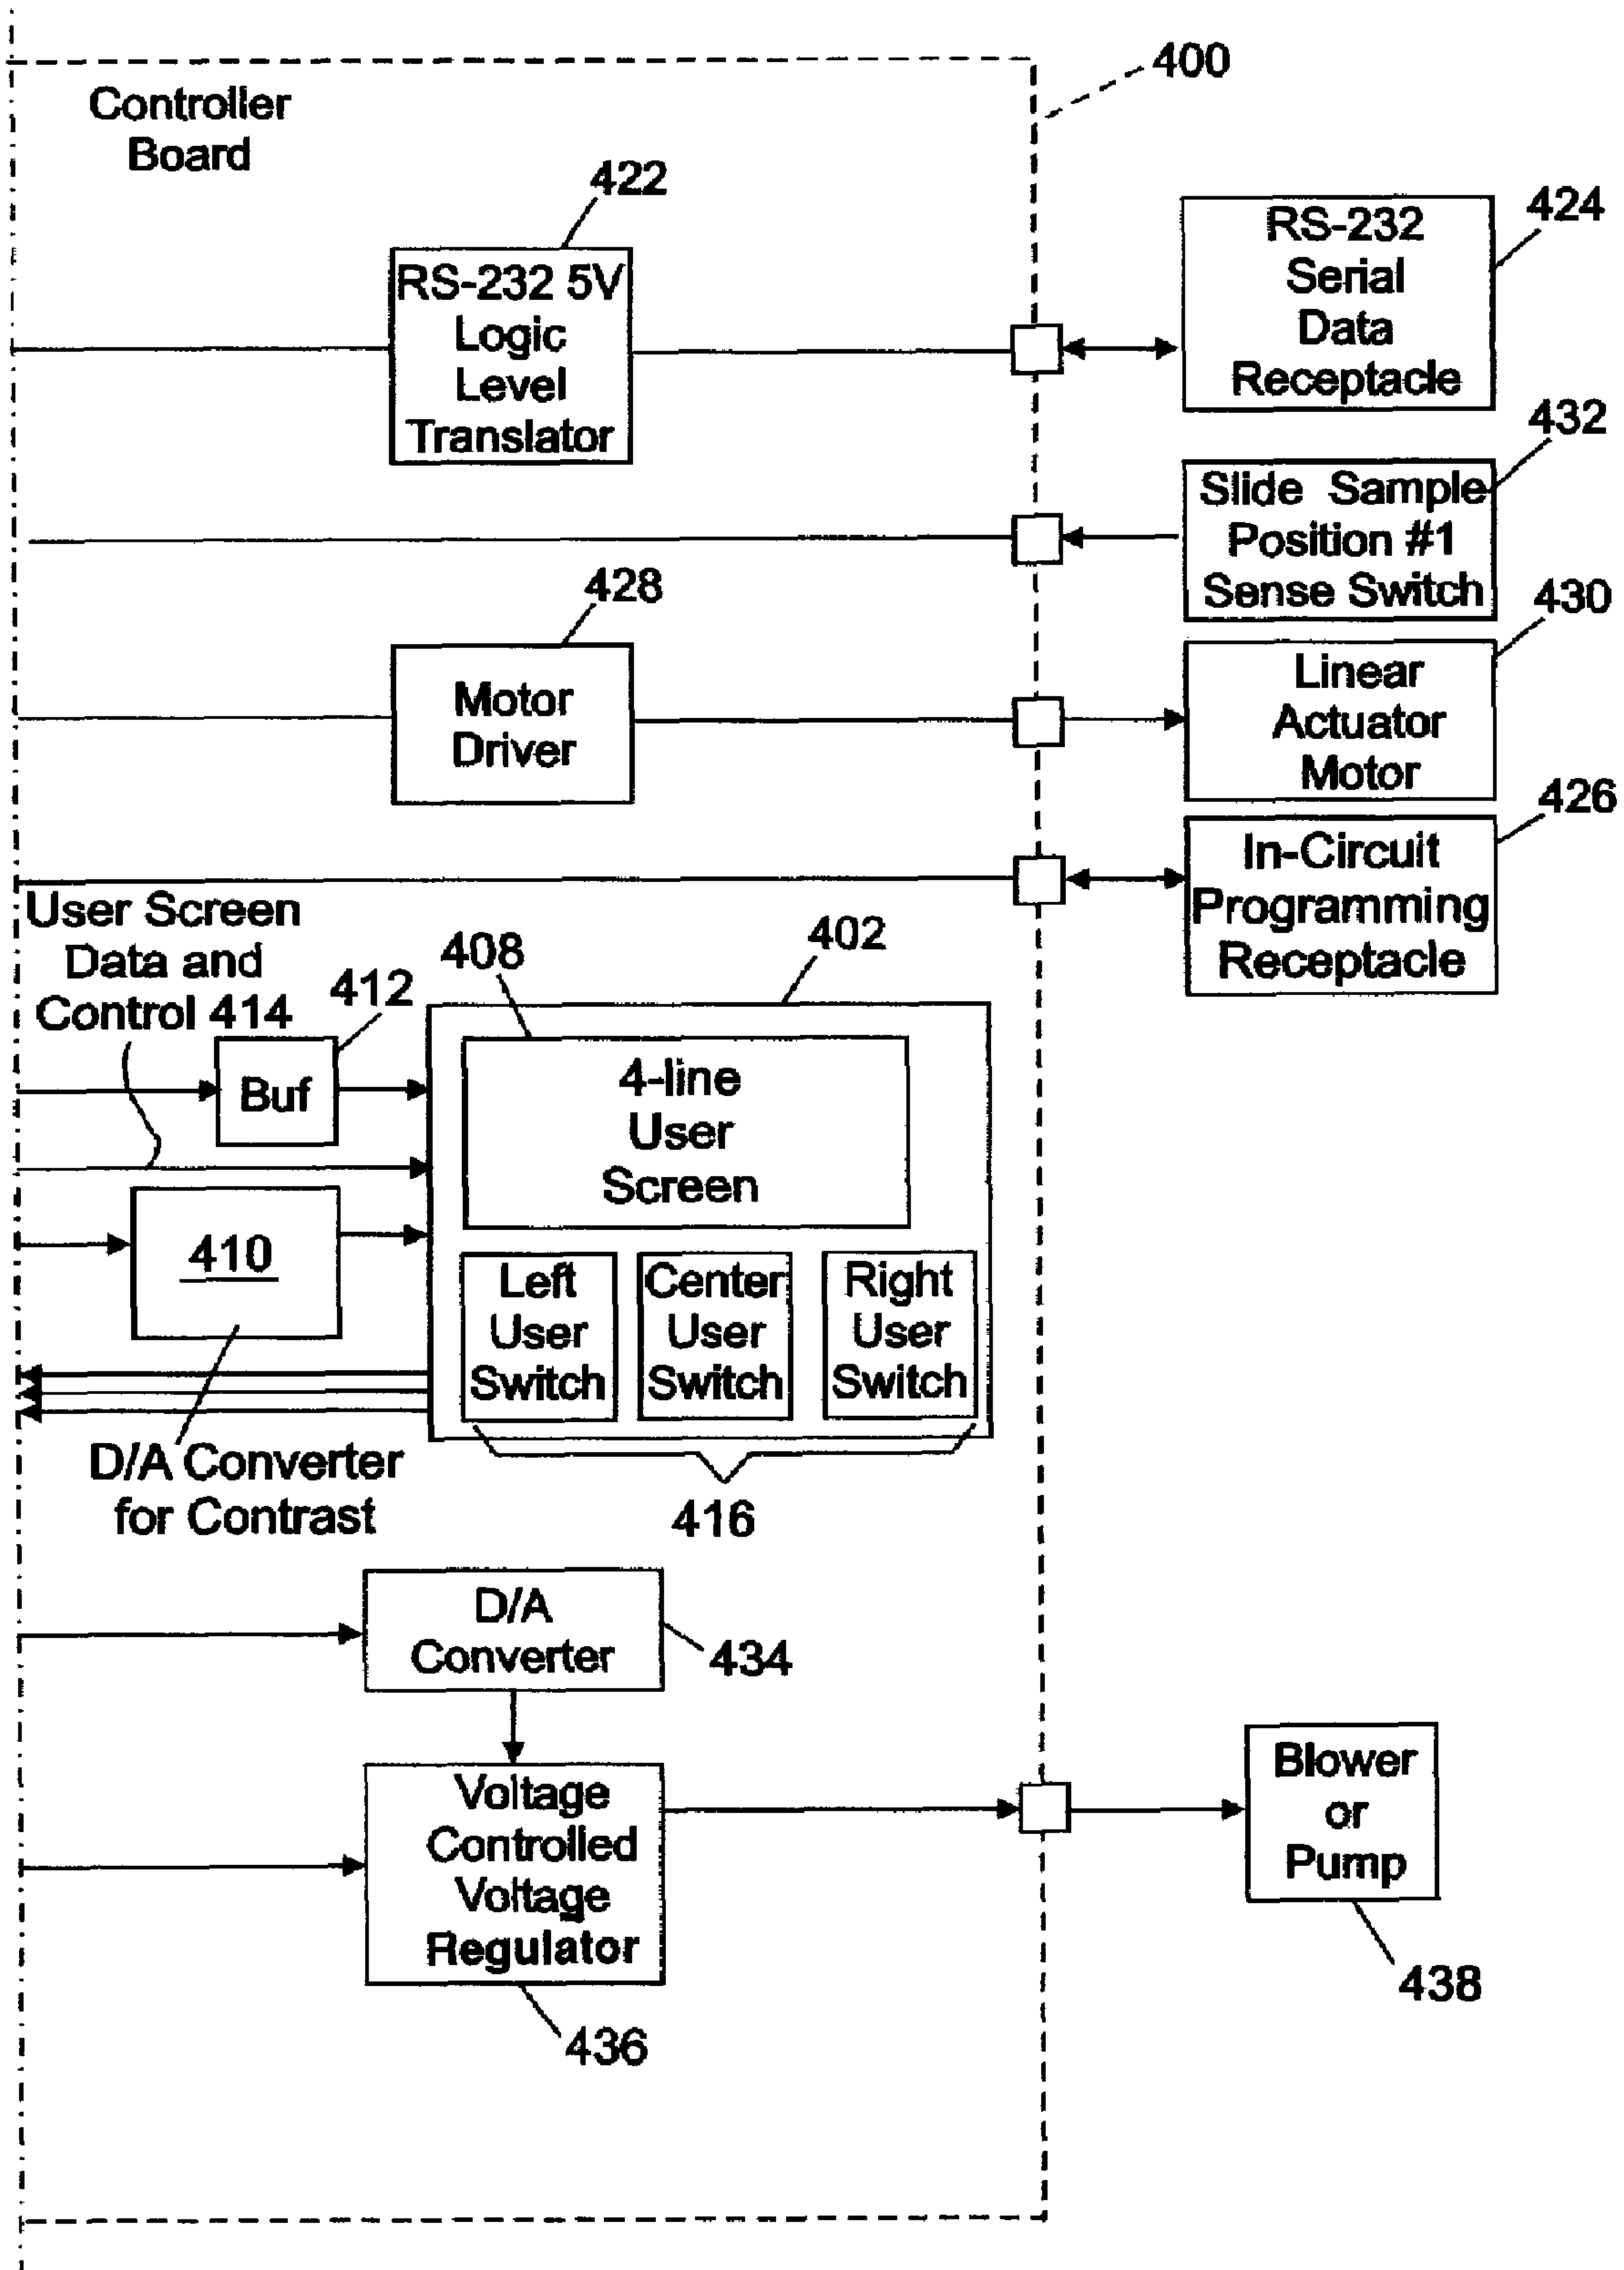 400
Controller
Board
422
RS-232 5V
Logic
Level
Translator
424
RS-232
Serial
Data
Receptacle
432
Slide Sample
Position #1
Sense Switch
428
Motor
Driver
430
Linear
Actuator
Motor
426
In-Circuit
Programming
Receptacle
User Screen
Data and
Control 414
412
Buf
408
402
4-line
User
Screen
410
Left
User
Switch
Center
User
Switch
Right
User
Switch
D/A Converter
for Contrast
416
D/A
Converter
434
Voltage
Controlled
Voltage
Regulator
436
Blower
or
Pump
438